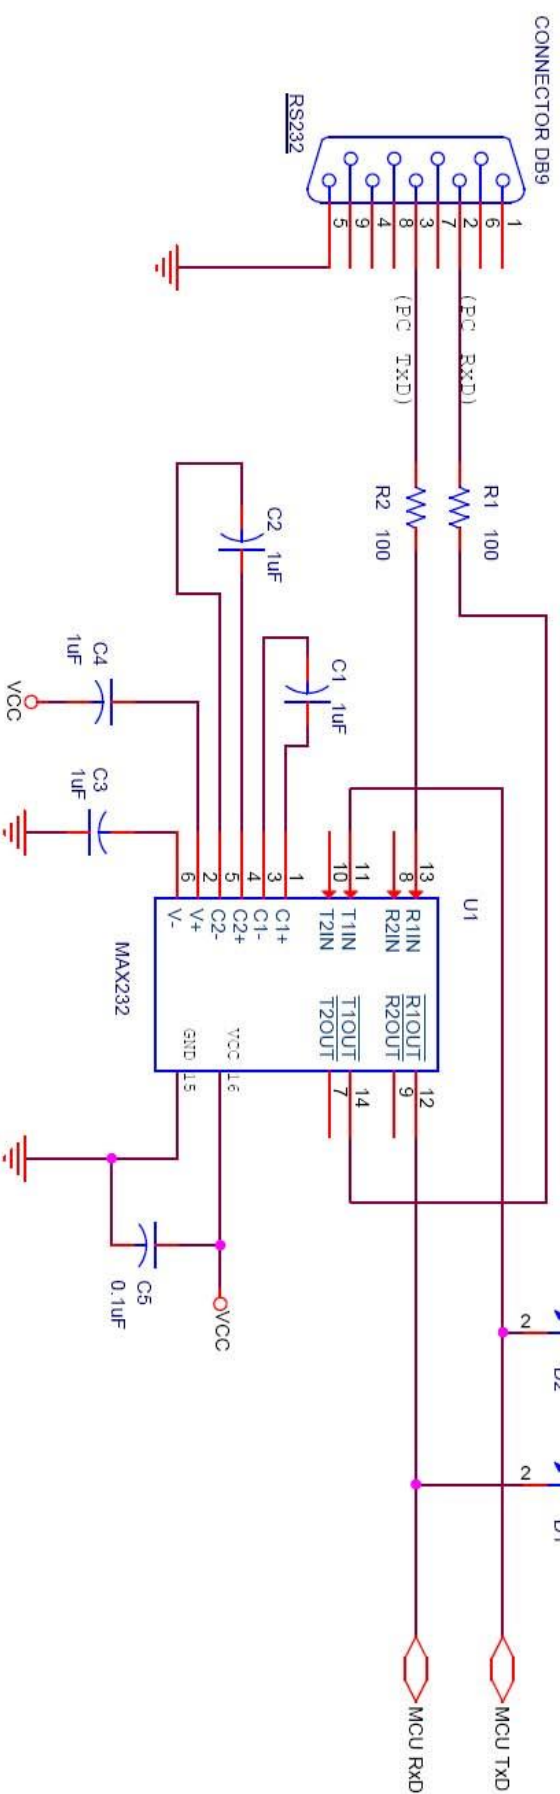 CONNECTOR DB9
RS232
1
6
2
7
3
8
4
9
5
(PC RxD)
(PC TxD)
R1 100
R2 100
C2 1uF
C1 1uF
C4 1uF
C3 1uF
VCC
U1
13
8
11
10
1
3
4
5
2
6
R1IN
R2IN
T1IN
T2IN
C1+
C1-
C2+
C2-
V+
V-
R1OUT
R2OUT
T1OUT
T2OUT
12
9
14
7
VCC 16
GND 15
MAX232
C5
0.1uF
VCC
2
D2
2
D1
MCU TxD
MCU RxD